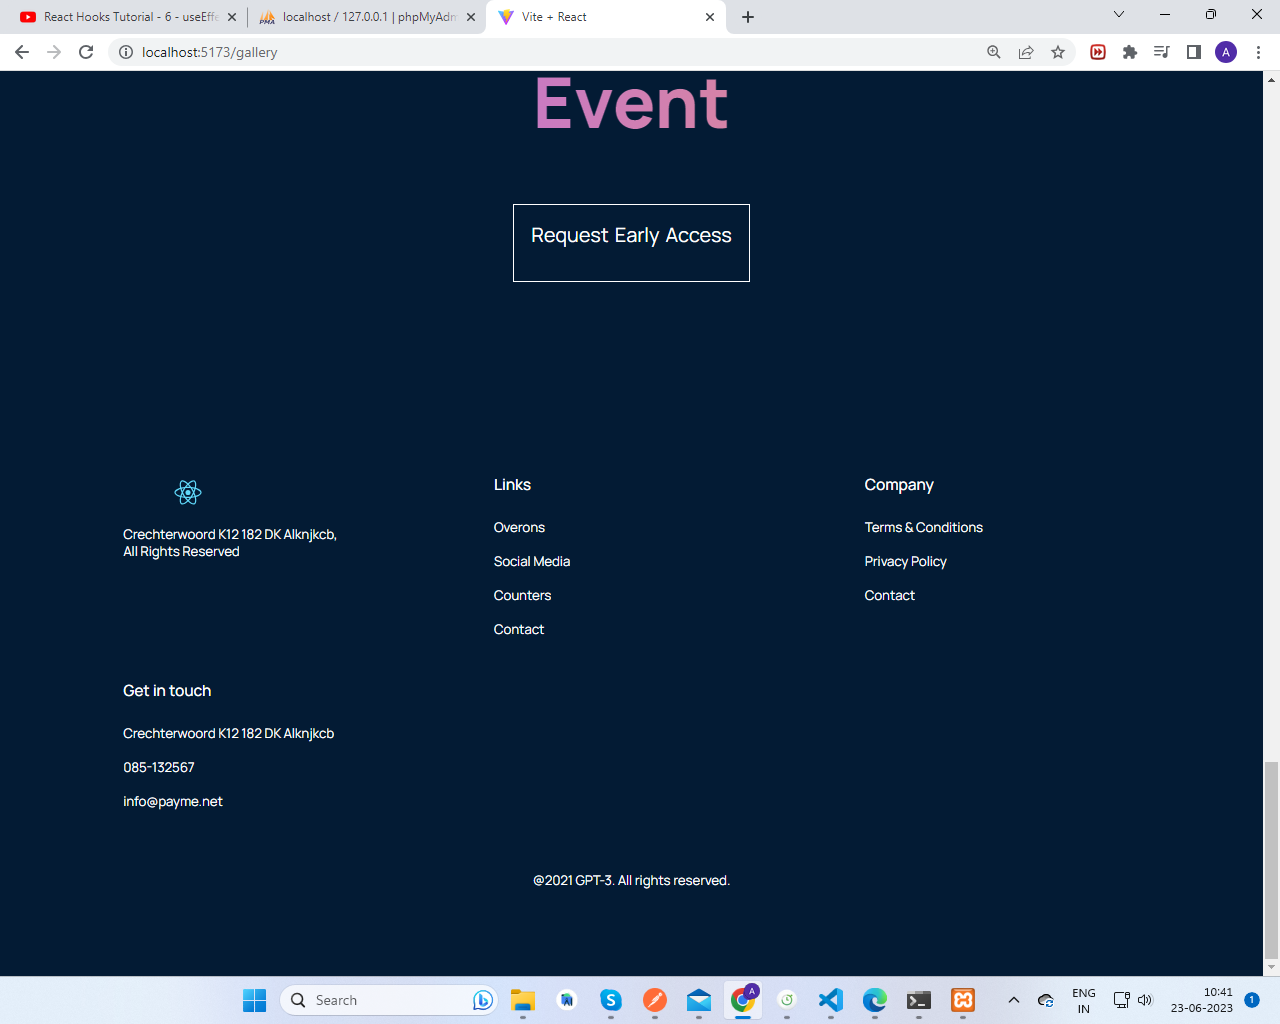 React Hooks Tutorial - 6 - useEffe
localhost / 127.0.0.1 | phpMyAdm
Vite + React
localhost:5173/gallery
A
Event
Request Early Access
Crechterwoord K12 182 DK Alknjkcb,
All Rights Reserved
Links
Overons
Social Media
Counters
Contact
Company
Terms & Conditions
Privacy Policy
Contact
Get in touch
Crechterwoord K12 182 DK Alknjkcb
085-132567
info@payme.net
@2021 GPT-3. All rights reserved.
Search
A
ENG
IN
10:41
23-06-2023
1